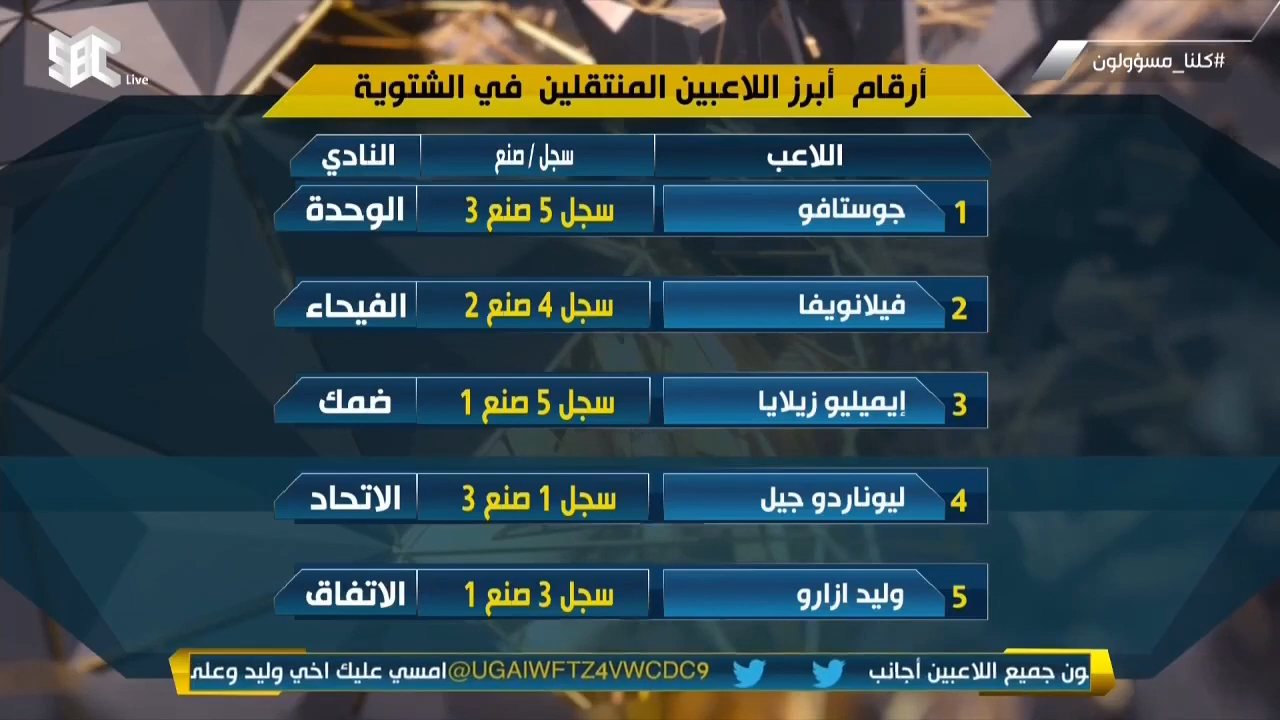 SBC Live
#كلنا_مسؤولون
أرقام أبرز اللاعبين المنتقلين في الشتوية
اللاعب سجل / صنع النادي
1 جوستافو سجل 5 صنع 3 الوحدة
2 فيلانويفا سجل 4 صنع 2 الفيحاء
3 إيميليو زيلايا سجل 5 صنع 1 ضمك
4 ليوناردو جيل سجل 1 صنع 3 الاتحاد
5 وليد ازارو سجل 3 صنع 1 الاتفاق
ون جميع اللاعبين أجانب @UGAIWFTZ4VWCDC9 امسي عليك اخي وليد وعلى